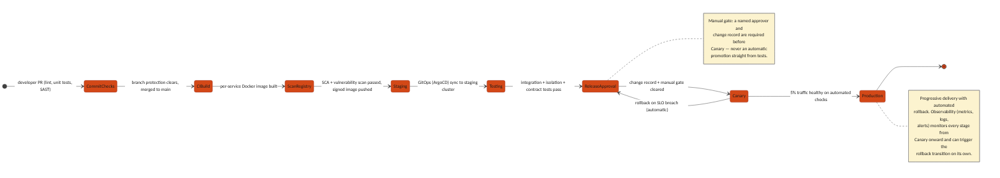 developer PR (lint, unit tests,
SAST)
CommitChecks
branch protection clears,
merged to main
CIBuild
per-service Docker image built
ScanRegistry
SCA + vulnerability scan passed,
signed image pushed
Staging
GitOps (ArgoCD) sync to staging
cluster
Testing
integration + isolation +
contract tests pass
ReleaseApproval
Manual gate: a named approver
and
change record are required
before
Canary — never an automatic
promotion straight from tests.
change record + manual gate
cleared
rollback on SLO breach
(automatic)
Canary
5% traffic healthy on automated
checks
Production
Progressive delivery with
automated
rollback. Observability (metrics,
logs,
alerts) monitors every stage
from
Canary onward and can trigger
the
rollback transition on its own.